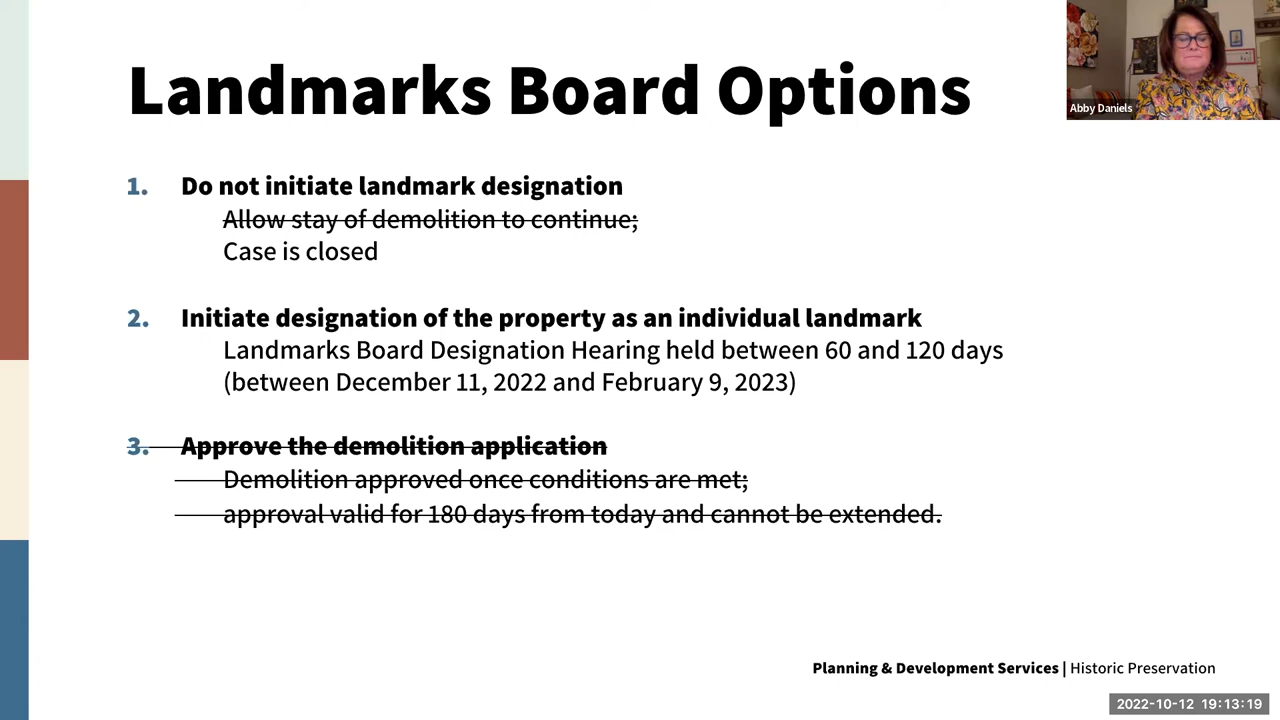 Landmarks Board Options
Abby Daniels
1. Do not initiate landmark designation
Allow stay of demolition to continue;
Case is closed
2. Initiate designation of the property as an individual landmark
Landmarks Board Designation Hearing held between 60 and 120 days
(between December 11, 2022 and February 9, 2023)
3. Approve the demolition application
Demolition approved once conditions are met;
approval valid for 180 days from today and cannot be extended.
Planning & Development Services | Historic Preservation
2022-10-12 19:13:19